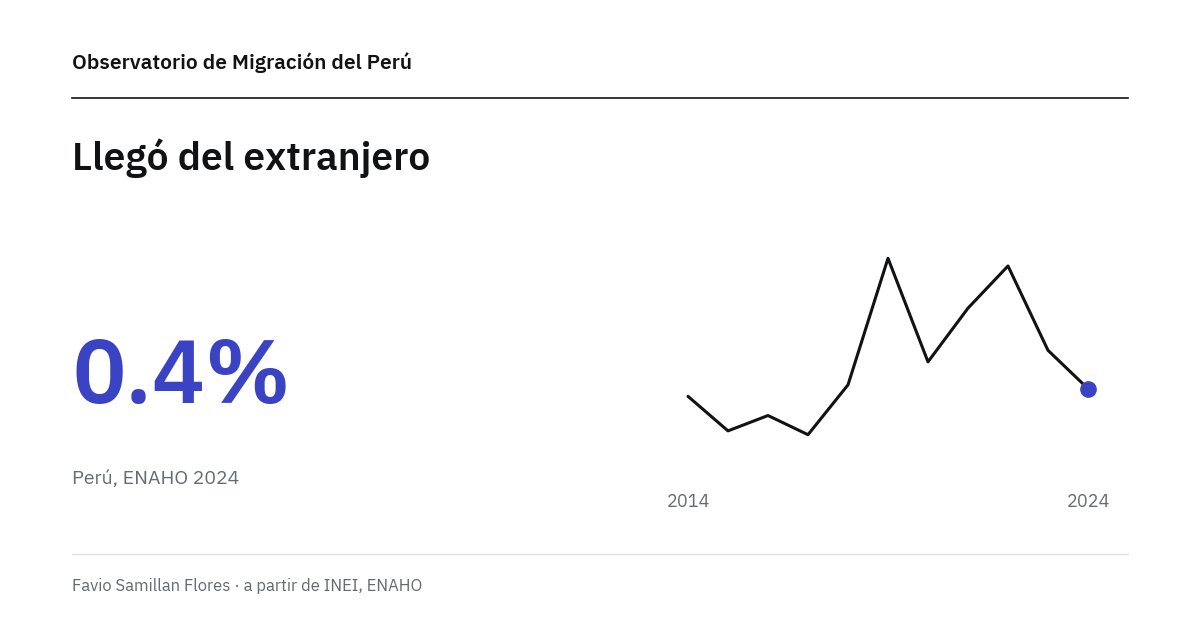 Observatorio de Migración del Perú
Llegó del extranjero
0.4%
Perú, ENAHO 2024
2014
2024
Favio Samillan Flores · a partir de INEI, ENAHO